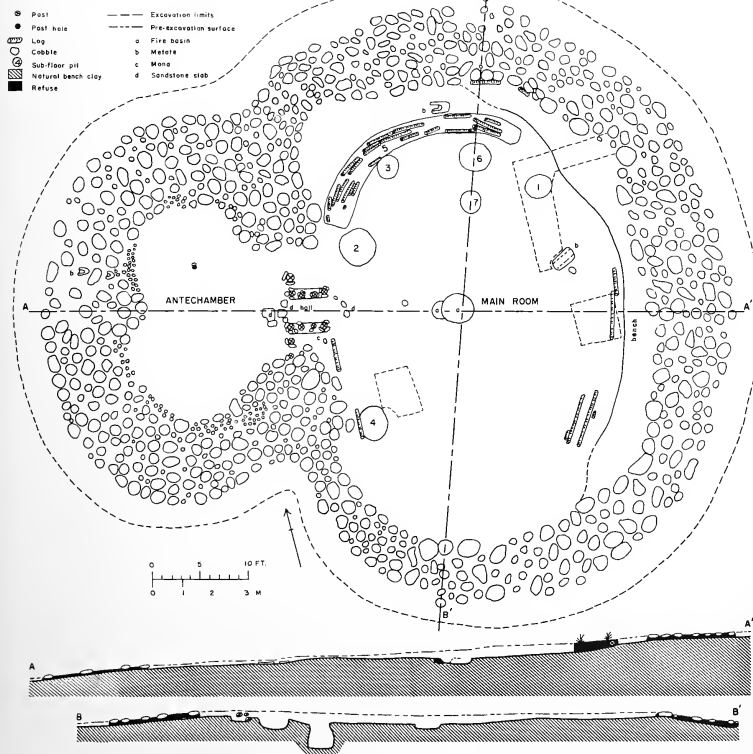 Post
Post hole
Log
Cobble
Sub-floor pit
Natural bench clay
Refuse
Excavation limits
Pre-excavation surface
a Fire basin
b Metate
c Mano
d Sandstone slab
b
5
3
6
1
17
2
b
b
A ANTECHAMBER d hall d a a MAIN ROOM A'
d
bench
c
4
0 5 10 FT.
0 1 2 3 M
B'
A A'
B B'